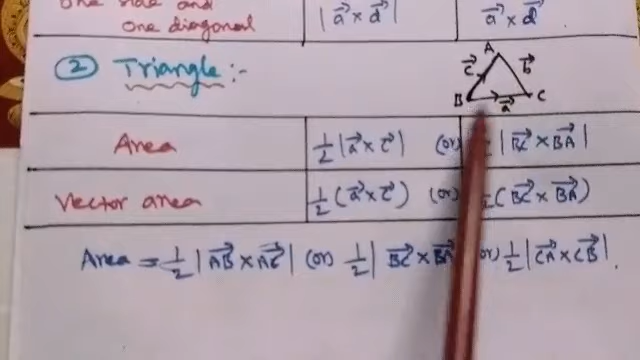 one side and
one diagonal |a⃗ × d⃗| a⃗ × d⃗
② Triangle:-
A
c⃗ b⃗
B a⃗ C
Area ½|a⃗ × c⃗| (or) |BC⃗ × BA⃗|
Vector area ½(a⃗ × c⃗) (or) (BC⃗ × BA⃗)
Area = ½|AB⃗ × AC⃗| (or) ½|BC⃗ × BA⃗ (or) ½|CA⃗ × CB⃗|.